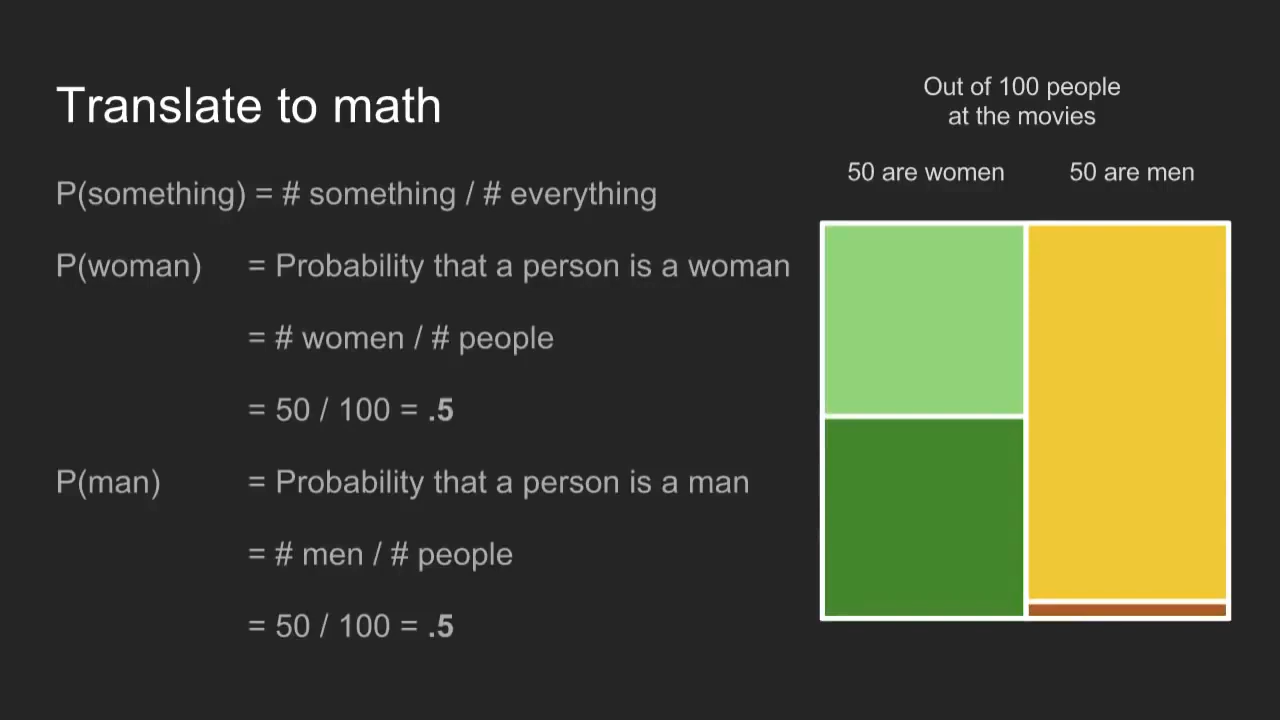 Translate to math
P(something) = # something / # everything
P(woman) = Probability that a person is a woman
= # women / # people
= 50 / 100 = .5
P(man) = Probability that a person is a man
= # men / # people
= 50 / 100 = .5
Out of 100 people
at the movies
50 are women 50 are men